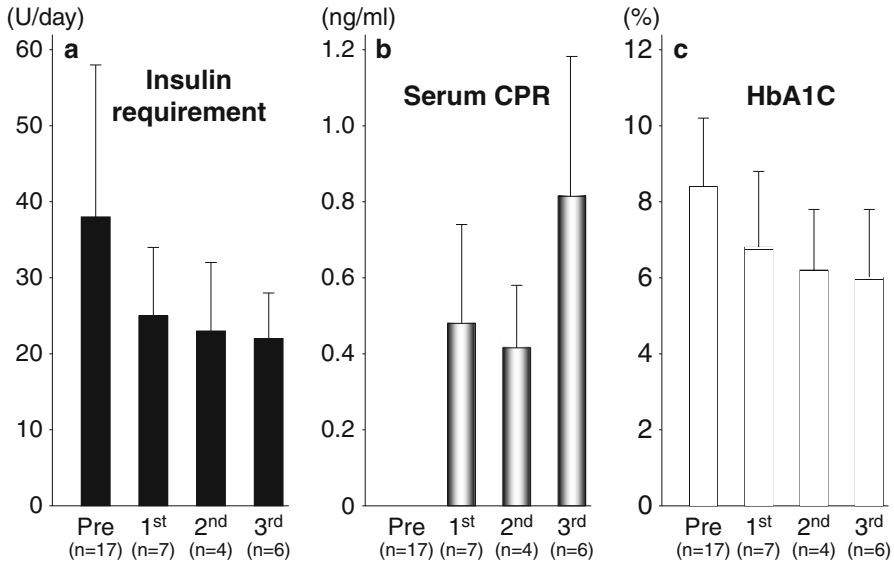 (U/day)
a
Insulin
requirement
60
50
40
30
20
10
0
Pre 1st 2nd 3rd
(n=17) (n=7) (n=4) (n=6)
(ng/ml)
b
Serum CPR
1.2
1.0
0.8
0.6
0.4
0.2
0
Pre 1st 2nd 3rd
(n=17) (n=7) (n=4) (n=6)
(%)
c
HbA1C
12
10
8
6
4
2
0
Pre 1st 2nd 3rd
(n=17) (n=7) (n=4) (n=6)